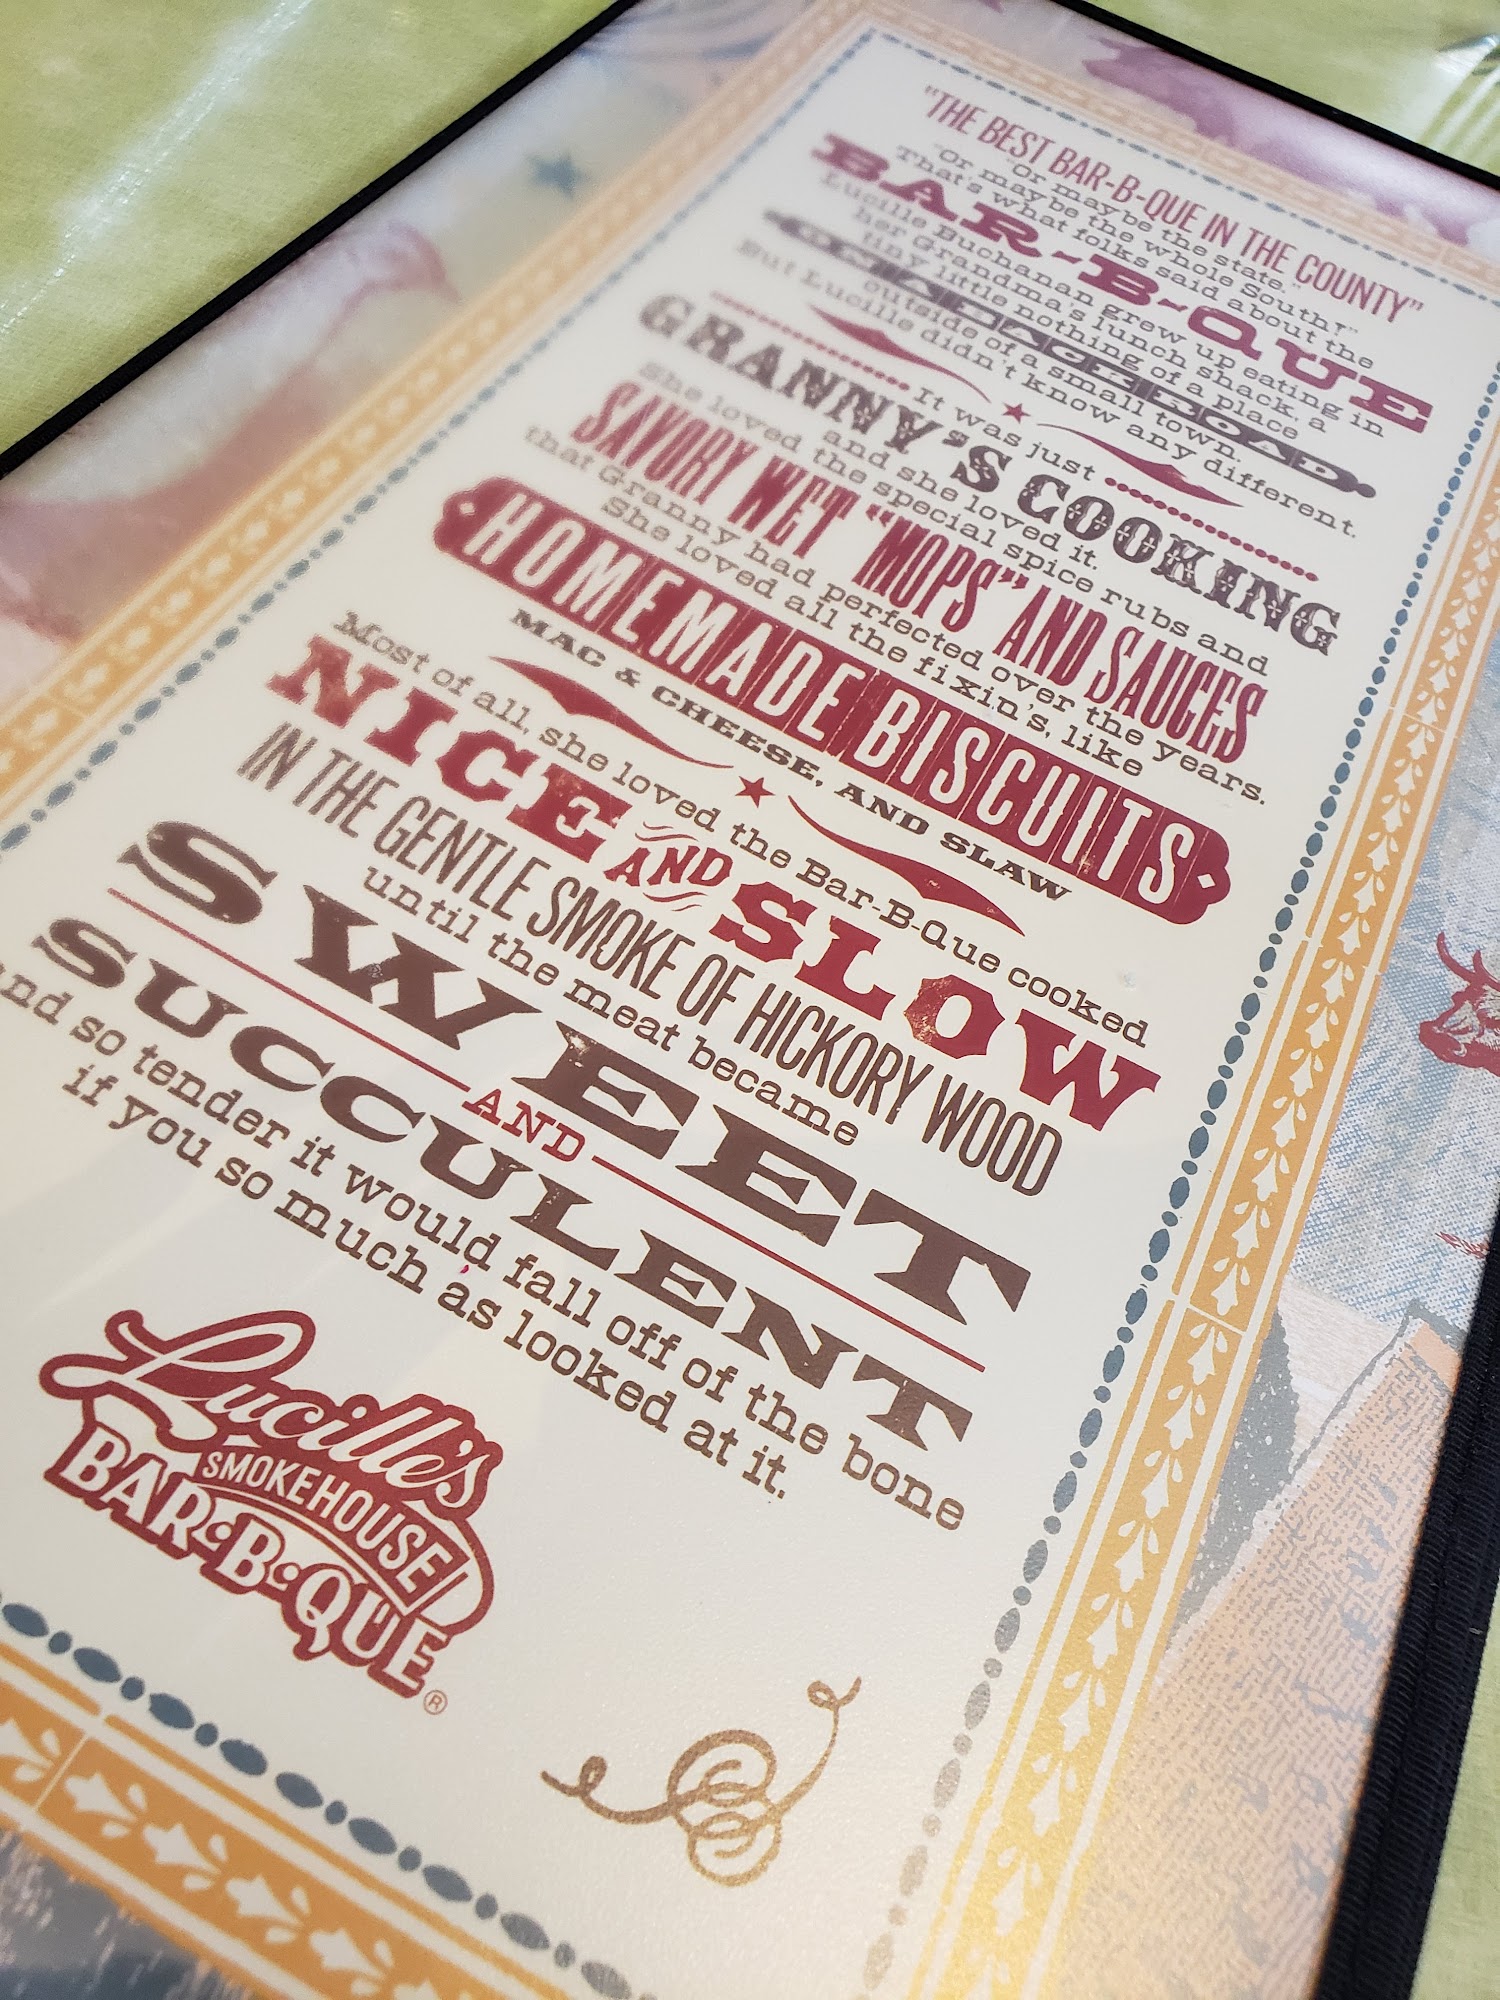 "THE BEST BAR-B-QUE IN THE COUNTY"
"Or maybe the state."
"Or maybe the whole South!"
That's what folks said about the
BAR-B-QUE
Lucille Buchanan grew up eating in
her Grandma's lunch shack, a
tiny little nothing of a place
ON A BACK ROAD
outside of a small town.
But Lucille didn't know any different.
It was just
GRANNY'S COOKING
and she loved it.
She loved the special spice rubs and
SAVORY WET "MOPS" AND SAUCES
that Granny had perfected over the years.
She loved all the fixin's, like
HOMEMADE BISCUITS
MAC & CHEESE, AND SLAW
Most of all, she loved the Bar-B-Que cooked
NICE AND SLOW
IN THE GENTLE SMOKE OF HICKORY WOOD
until the meat became
SWEET
AND
SUCCULENT
and so tender it would fall off of the bone
if you so much as looked at it.
Lucille's
SMOKEHOUSE
BAR-B-QUE®